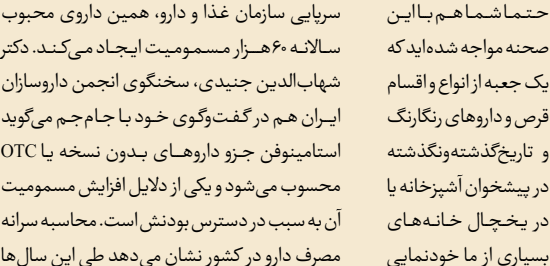 حتما شما هم با این
صحنه مواجه شده‌اید که
یک جعبه از انواع و اقسام
قرص و داروهای رنگارنگ
و تاریخ‌گذشته‌ونگذشته
در پیشخوان آشپزخانه یا
در یخچال خانه‌های
بسیاری از ما خودنمایی
سرپایی سازمان غذا و دارو، همین داروی محبوب
سالانه ۶۰هزار مسمومیت ایجاد می‌کند. دکتر
شهاب‌الدین جنیدی، سخنگوی انجمن داروسازان
ایران هم در گفت‌وگوی خود با جام‌جم می‌گوید
استامینوفن جزو داروهای بدون نسخه یا OTC
محسوب می‌شود و یکی از دلایل افزایش مسمومیت
آن به سبب در دسترس بودنش است. محاسبه سرانه
مصرف دارو در کشور نشان می‌دهد طی این سال‌ها